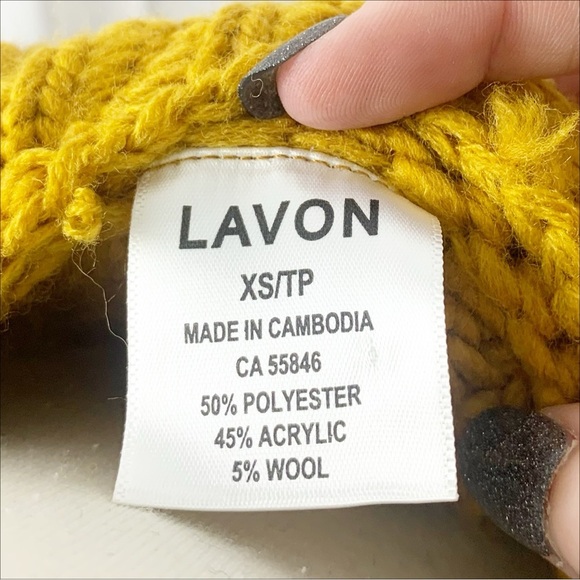 LAVON
XS/TP
MADE IN CAMBODIA
CA 55846
50% POLYESTER
45% ACRYLIC
5% WOOL